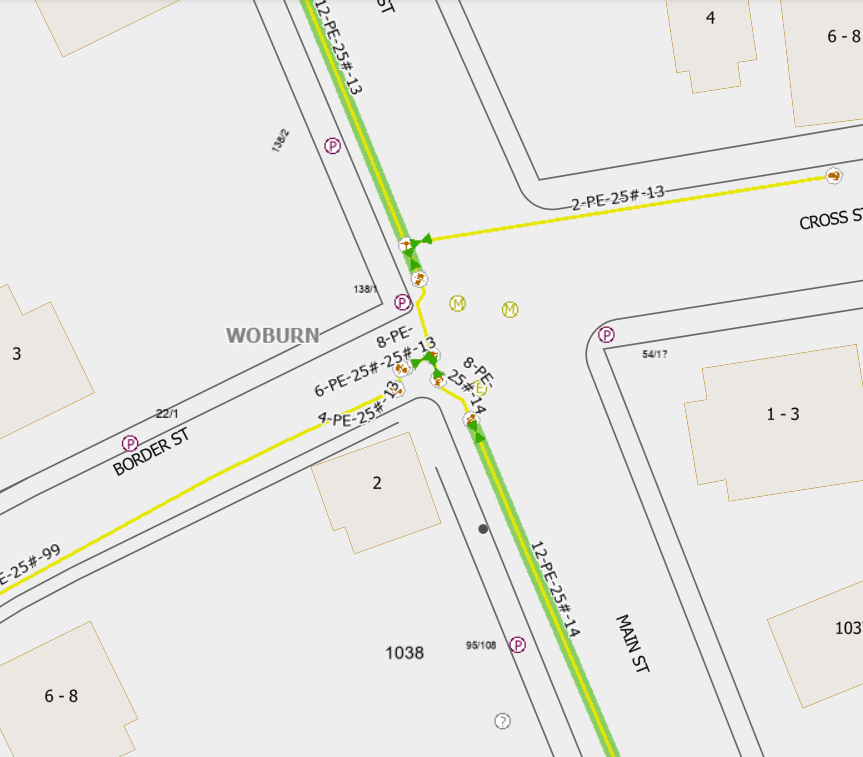 12-PE-25#-13
ST
4
6 - 8
138/2
P
2-PE-25#-13
CROSS ST
138/1
P
M
M
P
WOBURN
8-PE-
6-PE-25#-25#-13
54/1?
3
8-PE-
25#-14
E
4-PE-25#-13
22/1
1 - 3
P
BORDER ST
2
E-25#-99
12-PE-25#-14
MAIN ST
103
95/108
P
1038
6 - 8
?